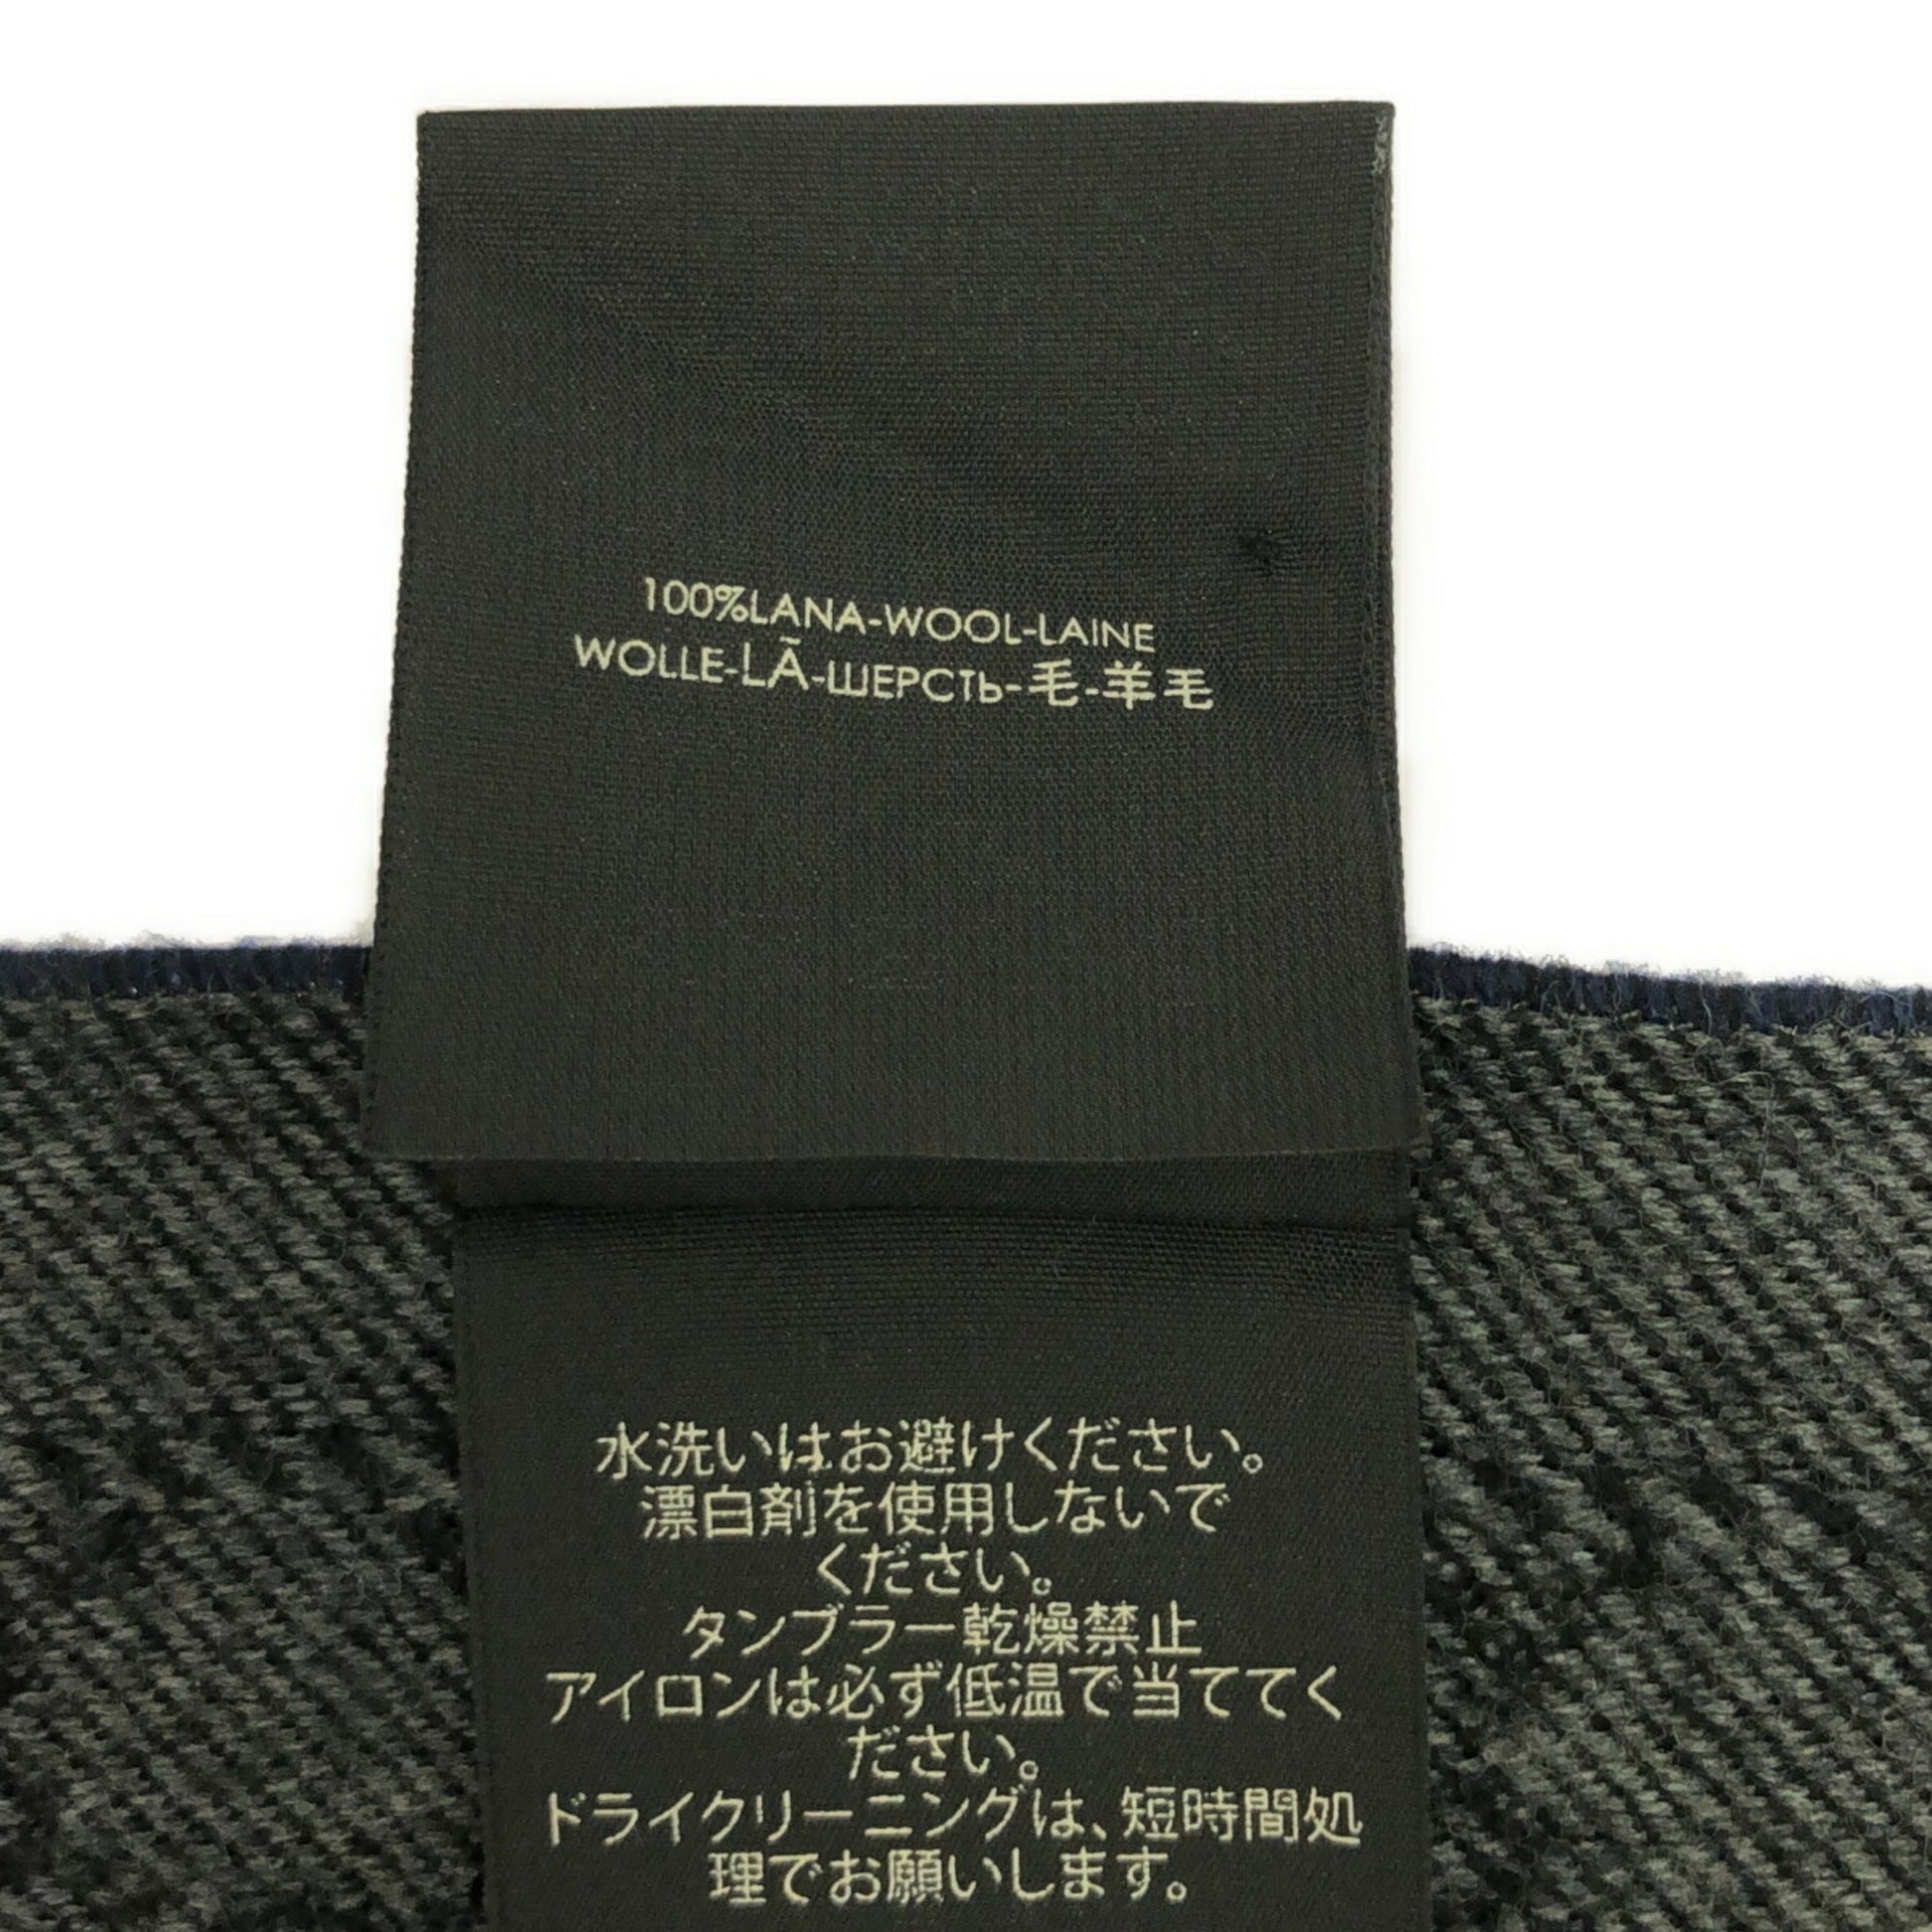 100%LANA-WOOL-LAINE
WOLLE-LÃ-ШЕРСТЬ-毛-羊毛
水洗いはお避けください。
漂白剤を使用しないで
ください。
タンブラー乾燥禁止
アイロンは必ず低温で当ててく
ださい。
ドライクリーニングは、短時間処
理でお願いします。